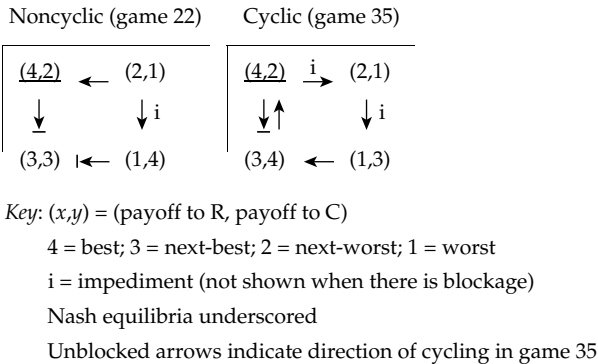 Noncyclic (game 22) Cyclic (game 35)
(4,2) (2,1) (4,2) i (2,1)
i i
(3,3) (1,4) (3,4) (1,3)
Key: (x,y) = (payoff to R, payoff to C)
4 = best; 3 = next-best; 2 = next-worst; 1 = worst
i = impediment (not shown when there is blockage)
Nash equilibria underscored
Unblocked arrows indicate direction of cycling in game 35